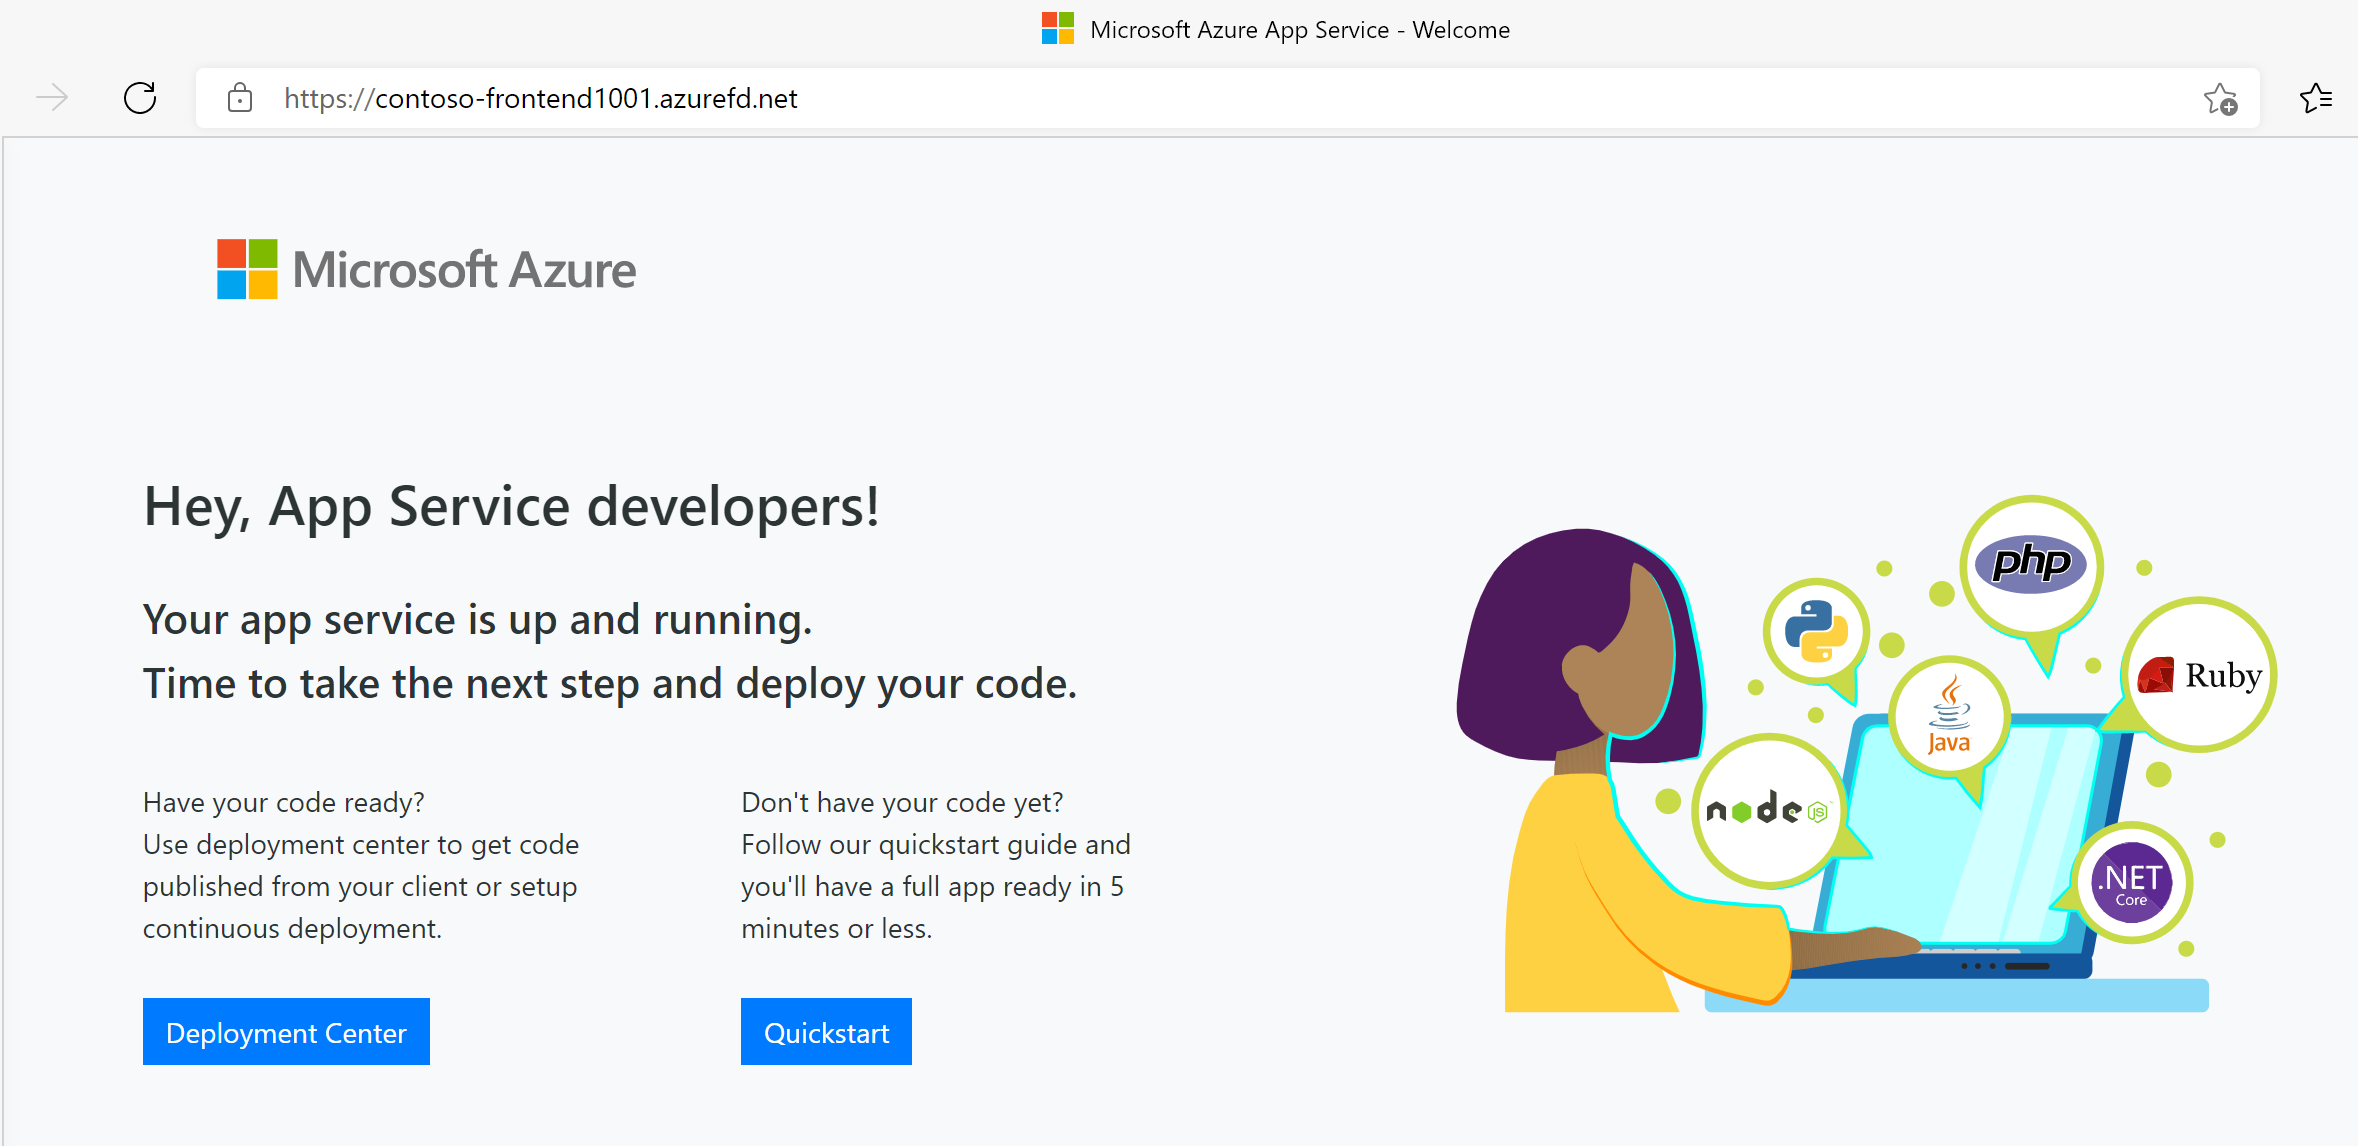 Microsoft Azure App Service - Welcome
https://contoso-frontend1001.azurefd.net
Microsoft Azure
Hey, App Service developers!
Your app service is up and running.
Time to take the next step and deploy your code.
Have your code ready?
Use deployment center to get code
published from your client or setup
continuous deployment.
Deployment Center
Don't have your code yet?
Follow our quickstart guide and
you'll have a full app ready in 5
minutes or less.
Quickstart
php
Ruby
Java
node
JS
.NET
Core